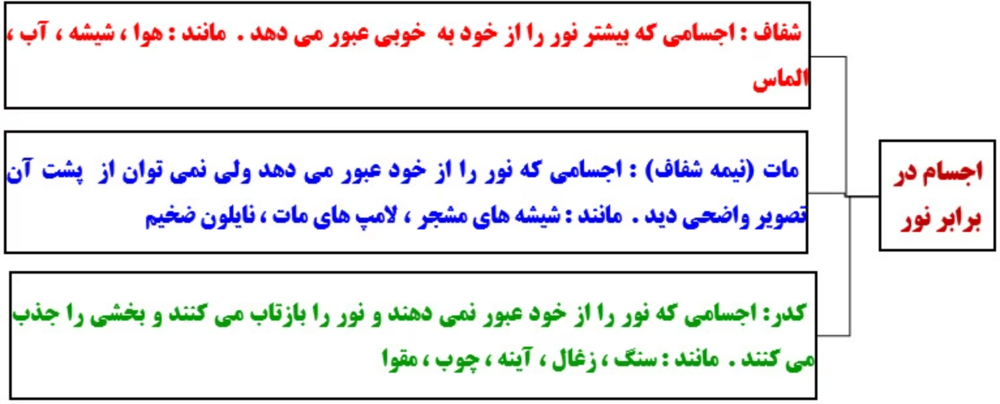 اجسام در
برابر نور
شفاف : اجسامی که بیشتر نور را از خود به خوبی عبور می دهد . مانند : هوا ، شیشه ، آب ،
الماس
مات (نیمه شفاف) : اجسامی که نور را از خود عبور می دهد ولی نمی توان از پشت آن
تصویر واضحی دید . مانند : شیشه های مشجر ، لامپ های مات ، نایلون ضخیم
کدر: اجسامی که نور را از خود عبور نمی دهند و نور را بازتاب می کنند و بخشی را جذب
می کنند . مانند : سنگ ، زغال ، آینه ، چوب ، مقوا